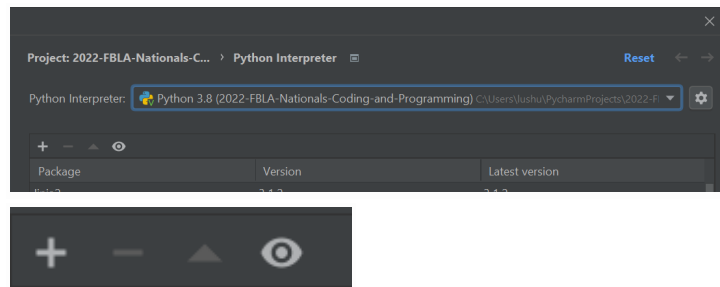 Project: 2022-FBLA-Nationals-C... › Python Interpreter
Reset
Python Interpreter: Python 3.8 (2022-FBLA-Nationals-Coding-and-Programming) C:\Users\lushu\PycharmProjects\2022-F
Package Version Latest version